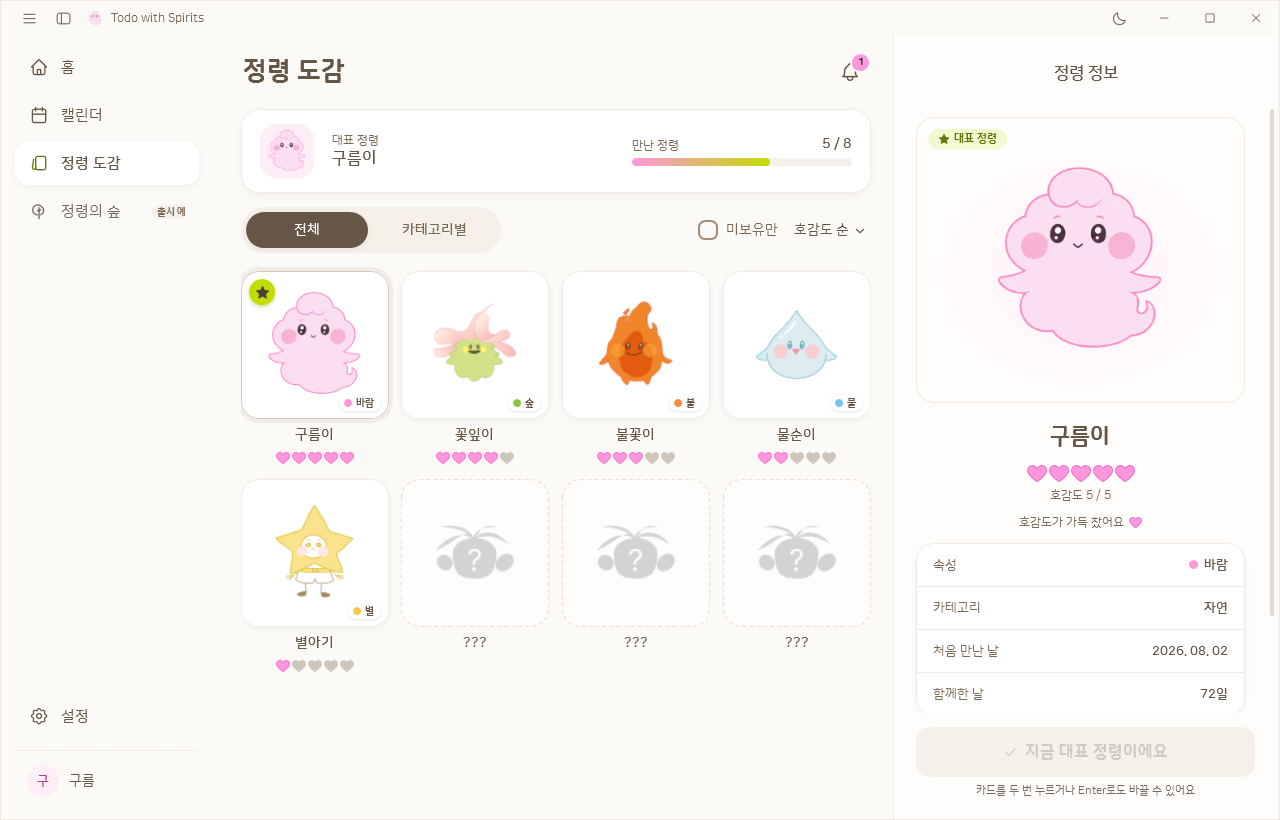 Todo with Spirits
홈
캘린더
정령 도감
정령의 숲
출시 예
설정
구
구름
정령 도감
1
대표 정령
구름이
만난 정령
5 / 8
전체
카테고리별
미보유만
호감도 순
바람
구름이
숲
꽃잎이
불
불꽃이
물
물순이
별
별아기
?
???
?
???
?
???
정령 정보
대표 정령
구름이
호감도 5 / 5
호감도가 가득 찼어요
속성
바람
카테고리
자연
처음 만난 날
2026. 08. 02
함께한 날
72일
지금 대표 정령이에요
카드를 두 번 누르거나 Enter로도 바꿀 수 있어요